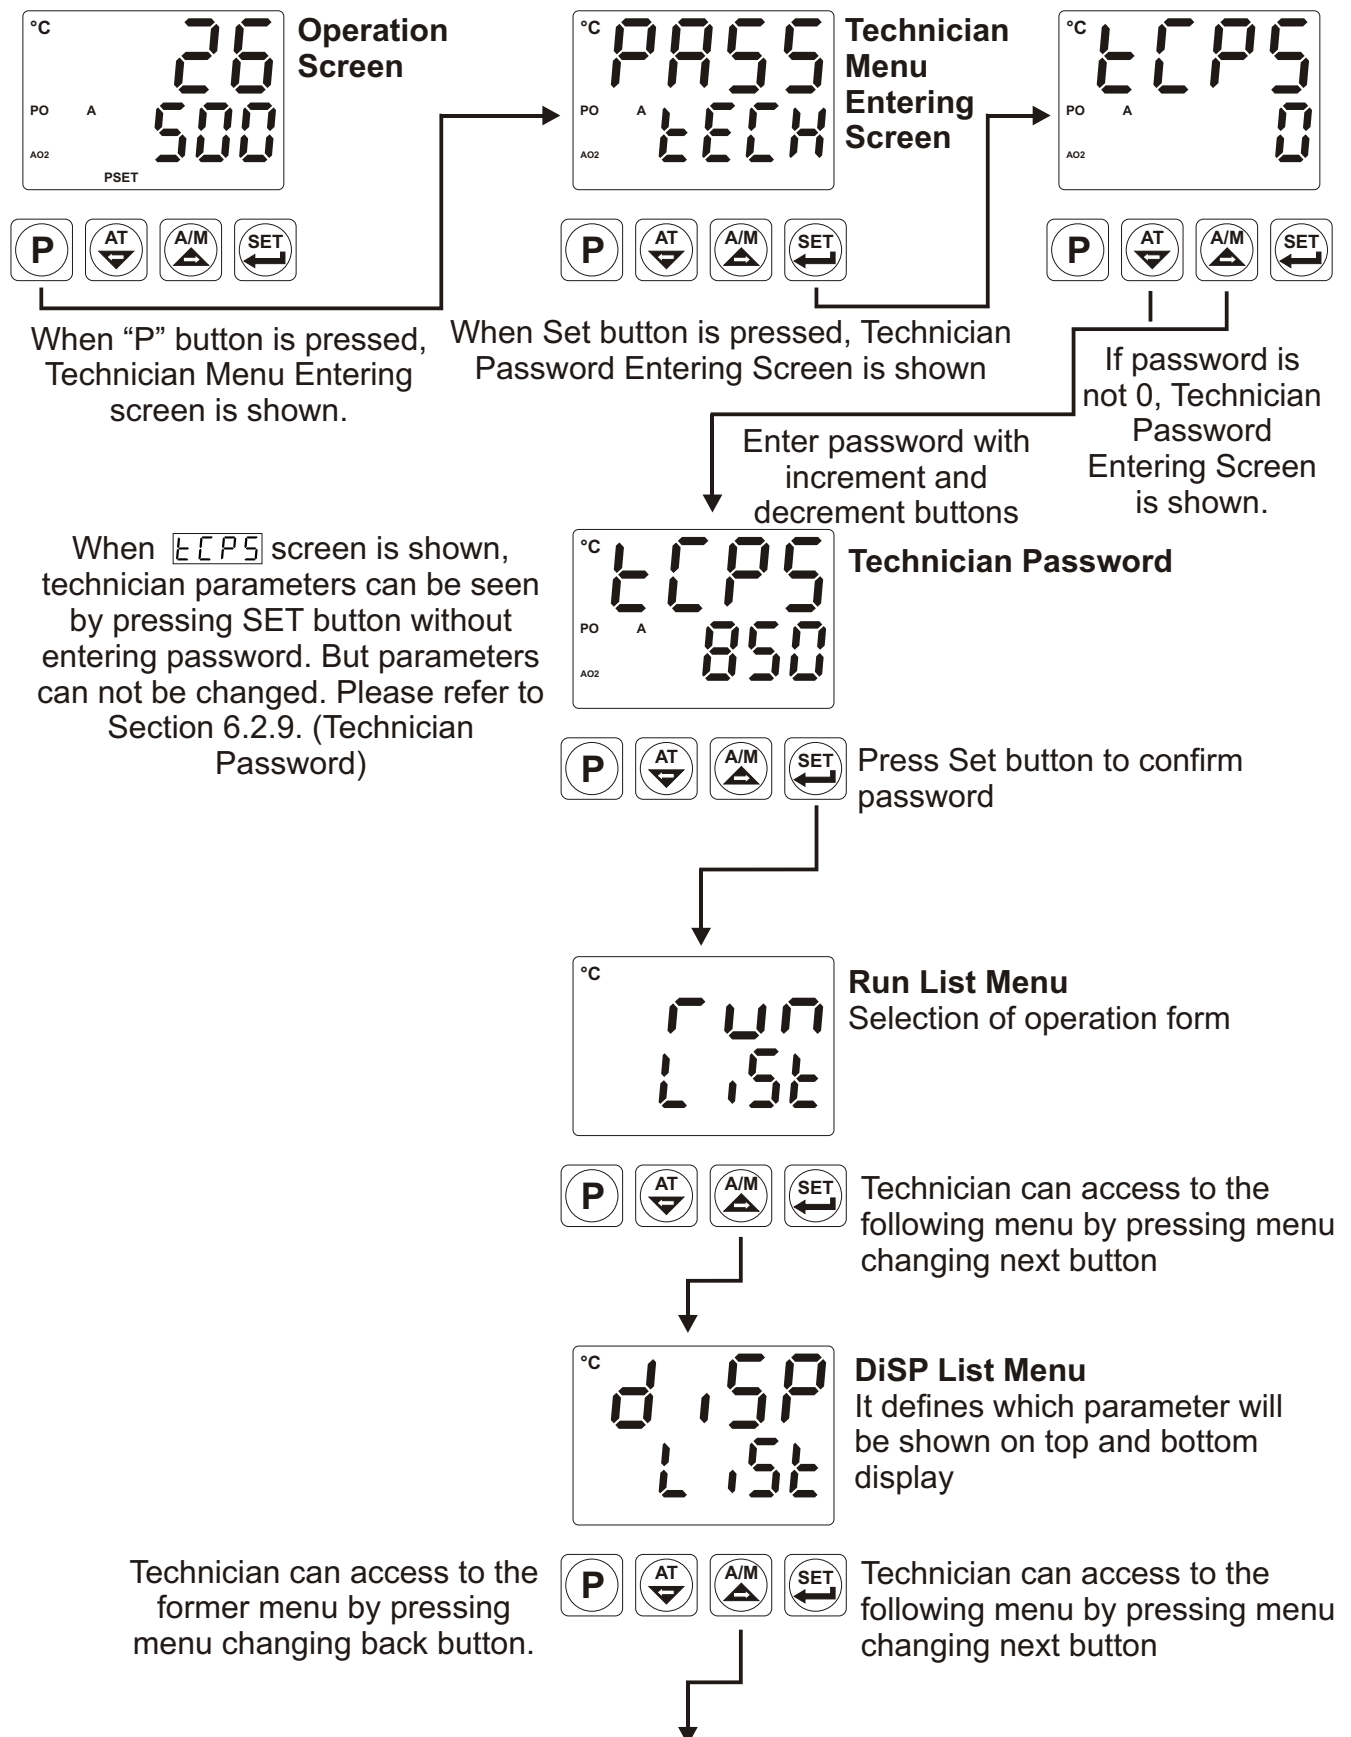 °C
26
PO A
500
AO2
PSET
Operation
Screen
P
AT
A/M
SET
When “P” button is pressed,
Technician Menu Entering
screen is shown.
°C
PASS
PO A
tECH
AO2
Technician
Menu
Entering
Screen
P
AT
A/M
SET
When Set button is pressed, Technician
Password Entering Screen is shown
°C
tCPS
PO A
0
AO2
P
AT
A/M
SET
If password is
not 0, Technician
Password
Entering Screen
is shown.
Enter password with
increment and
decrement buttons
When tCPS screen is shown,
technician parameters can be seen
by pressing SET button without
entering password. But parameters
can not be changed. Please refer to
Section 6.2.9. (Technician
Password)
°C
tCPS
PO A
850
AO2
Technician Password
P
AT
A/M
SET
Press Set button to confirm
password
°C
run
LiSt
Run List Menu
Selection of operation form
P
AT
A/M
SET
Technician can access to the
following menu by pressing menu
changing next button
°C
diSP
LiSt
DiSP List Menu
It defines which parameter will
be shown on top and bottom
display
Technician can access to the
former menu by pressing
menu changing back button.
P
AT
A/M
SET
Technician can access to the
following menu by pressing menu
changing next button